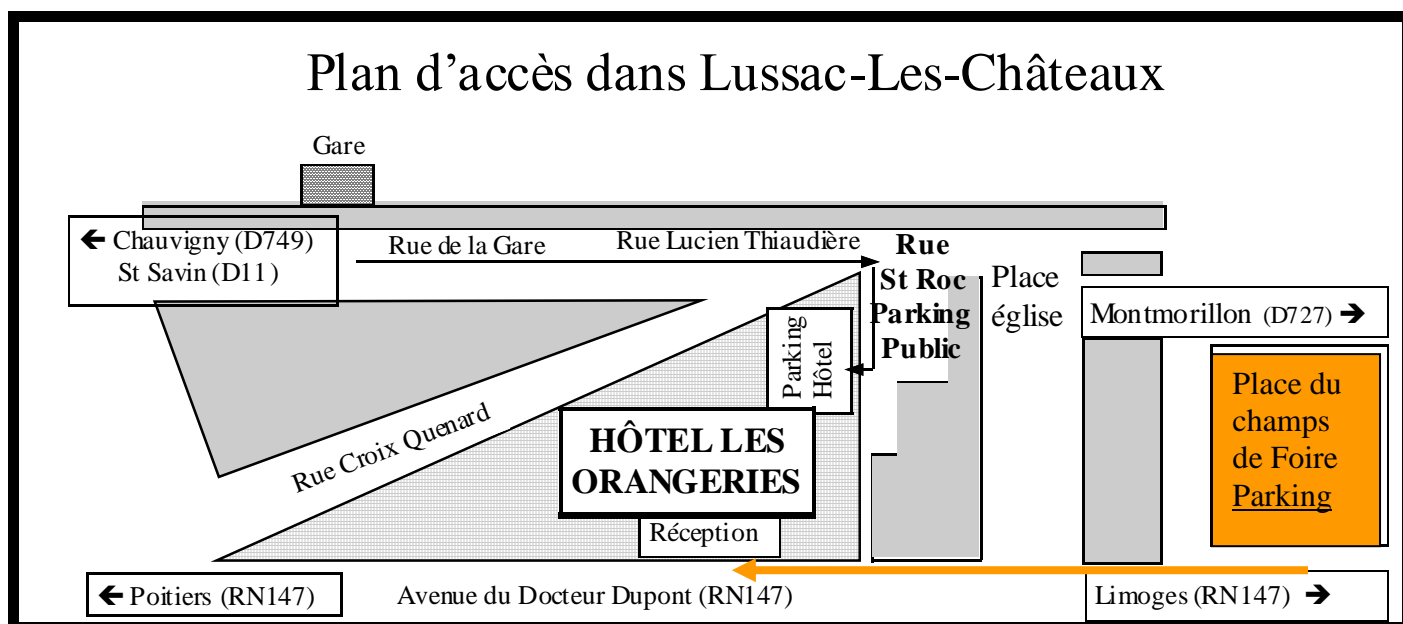 Plan d'accès dans Lussac-Les-Châteaux
Gare
🡸 Chauvigny (D749)
St Savin (D11)
Rue de la Gare
Rue Lucien Thiaudière
Rue
St Roc
Parking
Public
Place
église
Montmorillon (D727) 🡺
Parking
Hôtel
Place du
champs
de Foire
Parking
Rue Croix Quenard
HÔTEL LES
ORANGERIES
Réception
🡸 Poitiers (RN147)
Avenue du Docteur Dupont (RN147)
Limoges (RN147) 🡺